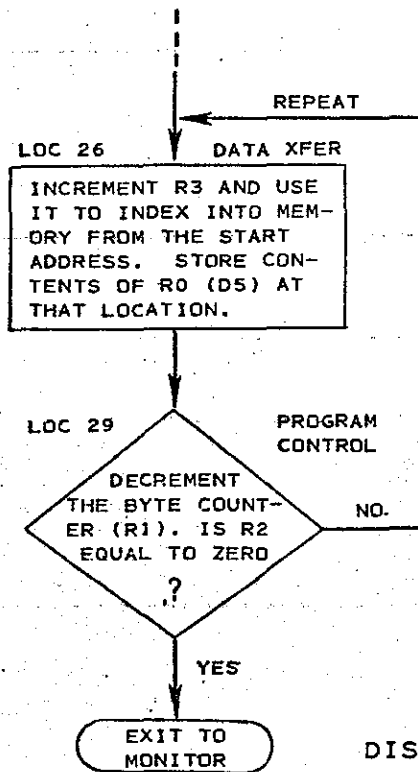 REPEAT
LOC 26 DATA XFER
INCREMENT R3 AND USE
IT TO INDEX INTO MEM-
ORY FROM THE START
ADDRESS. STORE CON-
TENTS OF R0 (D5) AT
THAT LOCATION.
LOC 29 PROGRAM
CONTROL
DECREMENT
THE BYTE COUNT-
ER (R1). IS R2
EQUAL TO ZERO
?
NO.
YES
EXIT TO
MONITOR
DIS